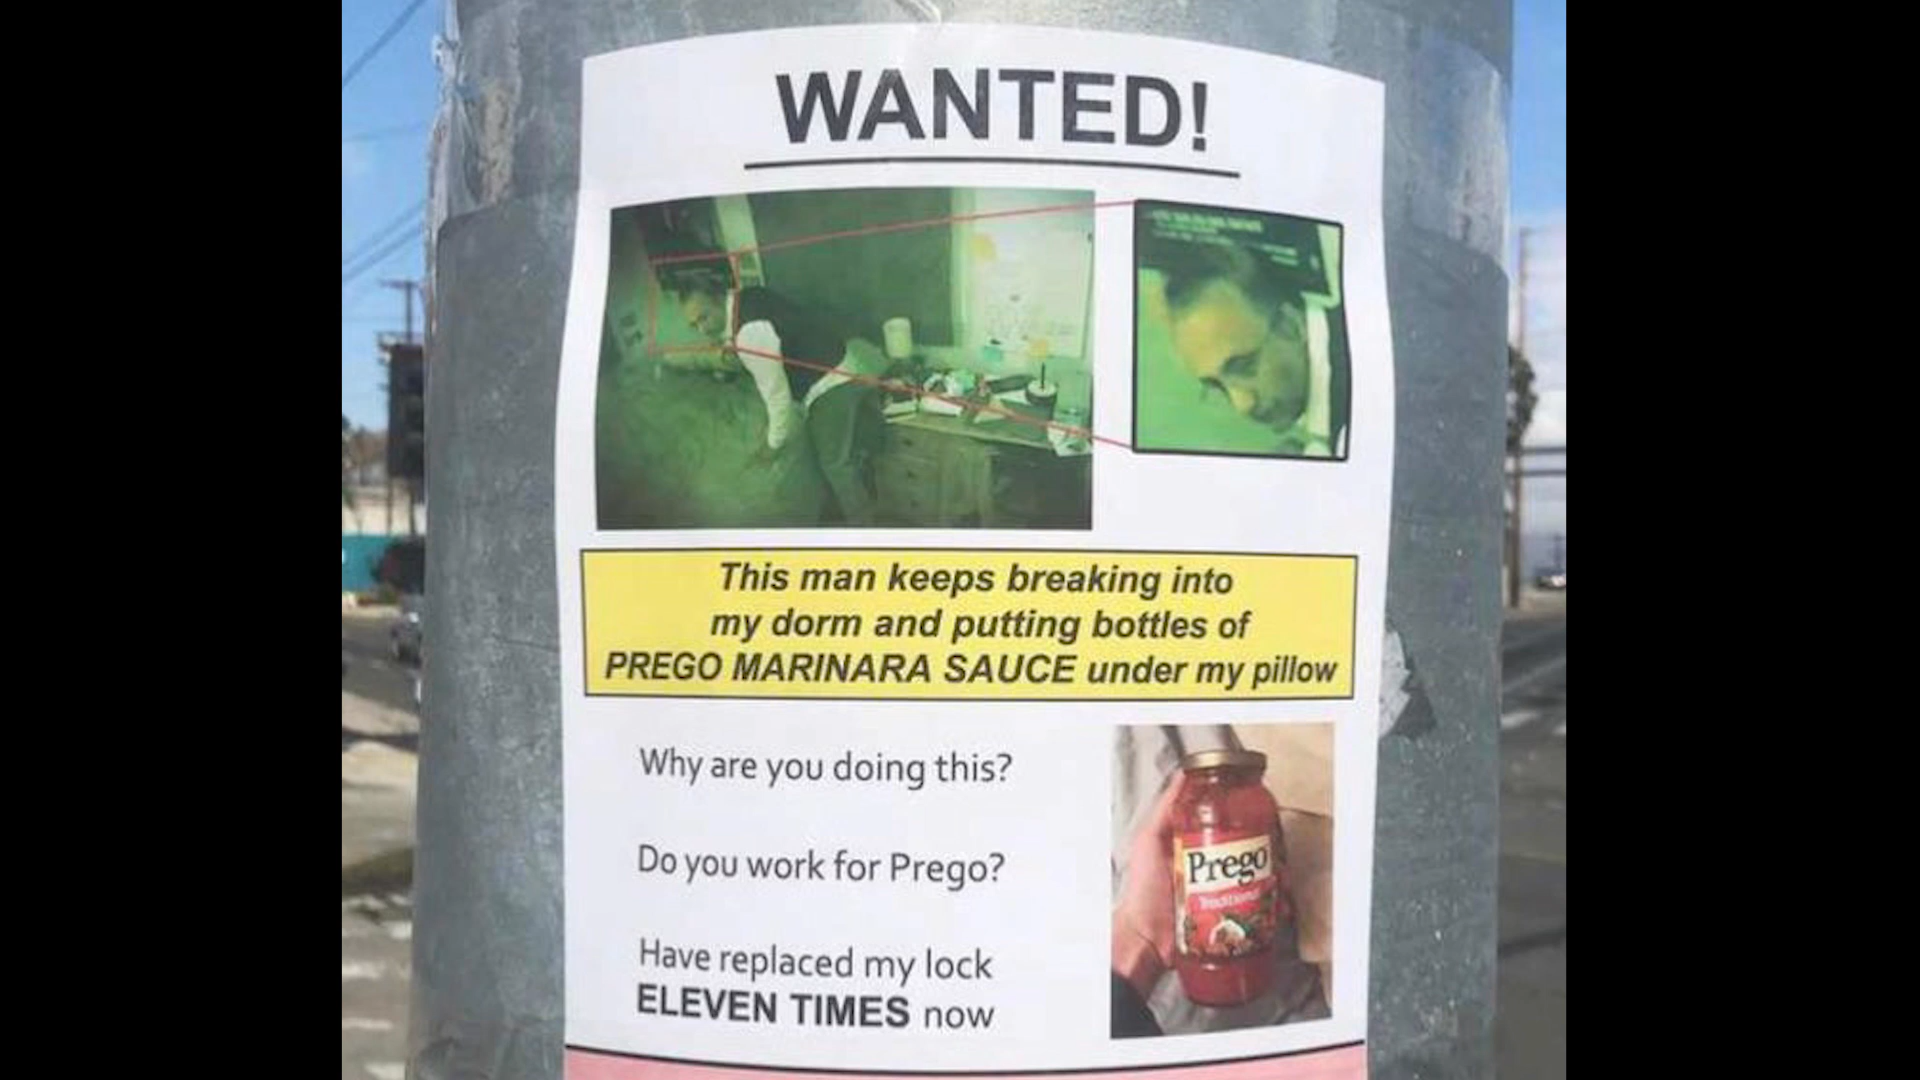 WANTED!
This man keeps breaking into
my dorm and putting bottles of
PREGO MARINARA SAUCE under my pillow
Why are you doing this?
Do you work for Prego?
Have replaced my lock
ELEVEN TIMES now
Prego
Traditional